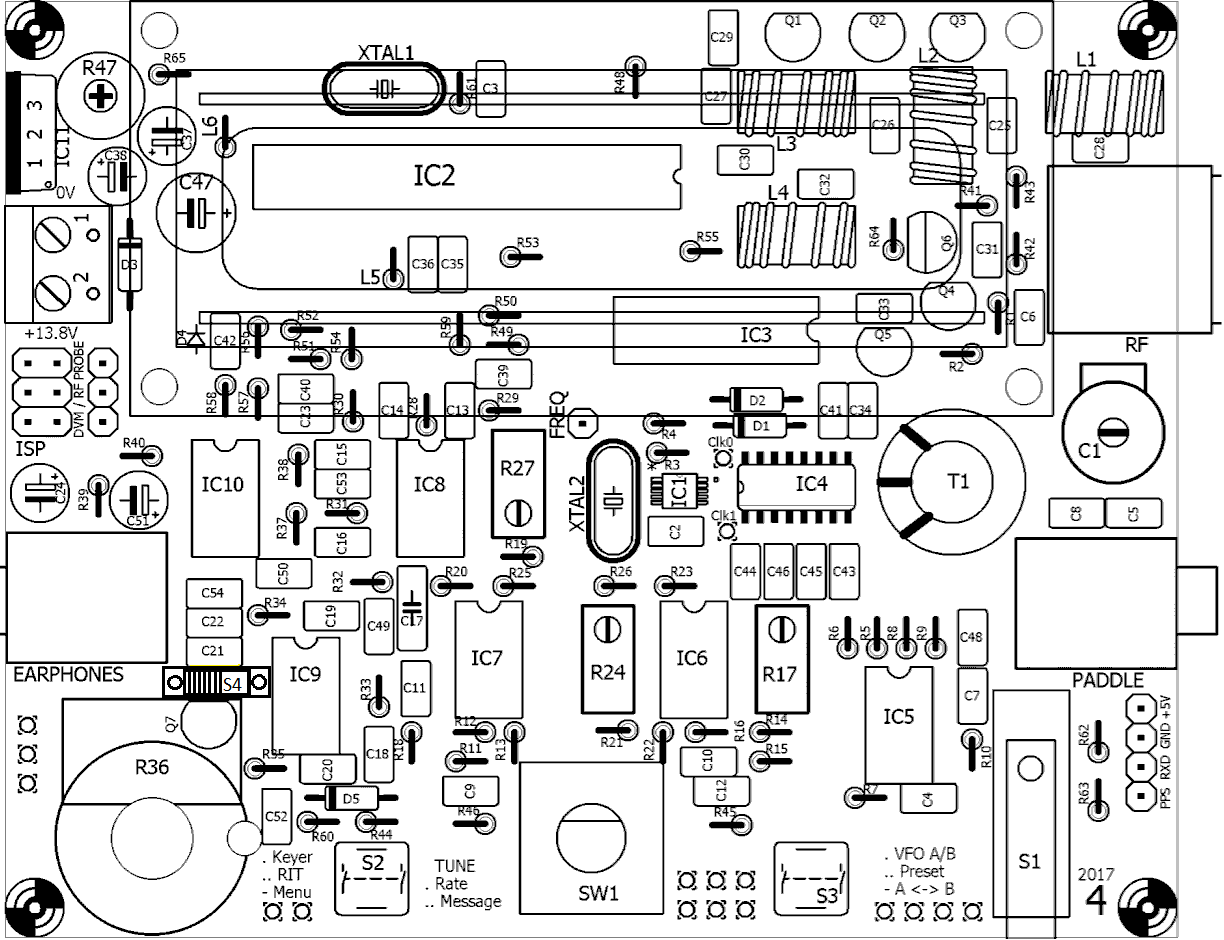 C29
Q1
Q2
Q3
XTAL1
R65
R47
L2
L1
R48
R61
C3
C27
C26
C25
C28
1 2 3
IC11
C37
L6
L3
C30
C38
0V
C47
IC2
C32
L4
R41
R43
1
2
D3
R53
R55
R64
Q6
C31
R42
L5
C36
C35
Q4
+13.8V
R50
R52
R59
R49
R51
R54
R56
D4
C42
IC3
C33
Q5
R1
C6
R2
RF
DVM / RF PROBE
ISP
C40
C23
R58
R57
R30
C14
R28
C13
C39
R29
FREQ
D2
D1
C41
C34
R4
R3
Clk0
C1
R40
R39
C24
C51
IC10
R38
C15
C53
IC8
R27
XTAL2
*
IC1
IC4
T1
R37
R31
C16
C2
Clk1
C8
C5
R19
C50
R32
R20
R25
R26
R23
C44
C46
C45
C43
C54
C22
C21
R34
C19
C49
C17
EARPHONES
S4
IC9
R33
C11
IC7
R24
IC6
R17
R6
R5
R8
R9
C48
C7
IC5
PADDLE
Q7
R36
R35
C20
C18
R18
R12
R11
R13
R21
R22
R16
R14
R15
C10
C12
C9
R10
R62
R63
+5V
GND
RXD
PPS
D5
C52
R60
R44
R46
R45
R7
C4
. Keyer
.. RIT
- Menu
S2
TUNE
. Rate
.. Message
SW1
S3
. VFO A/B
.. Preset
- A <-> B
S1
2017
4